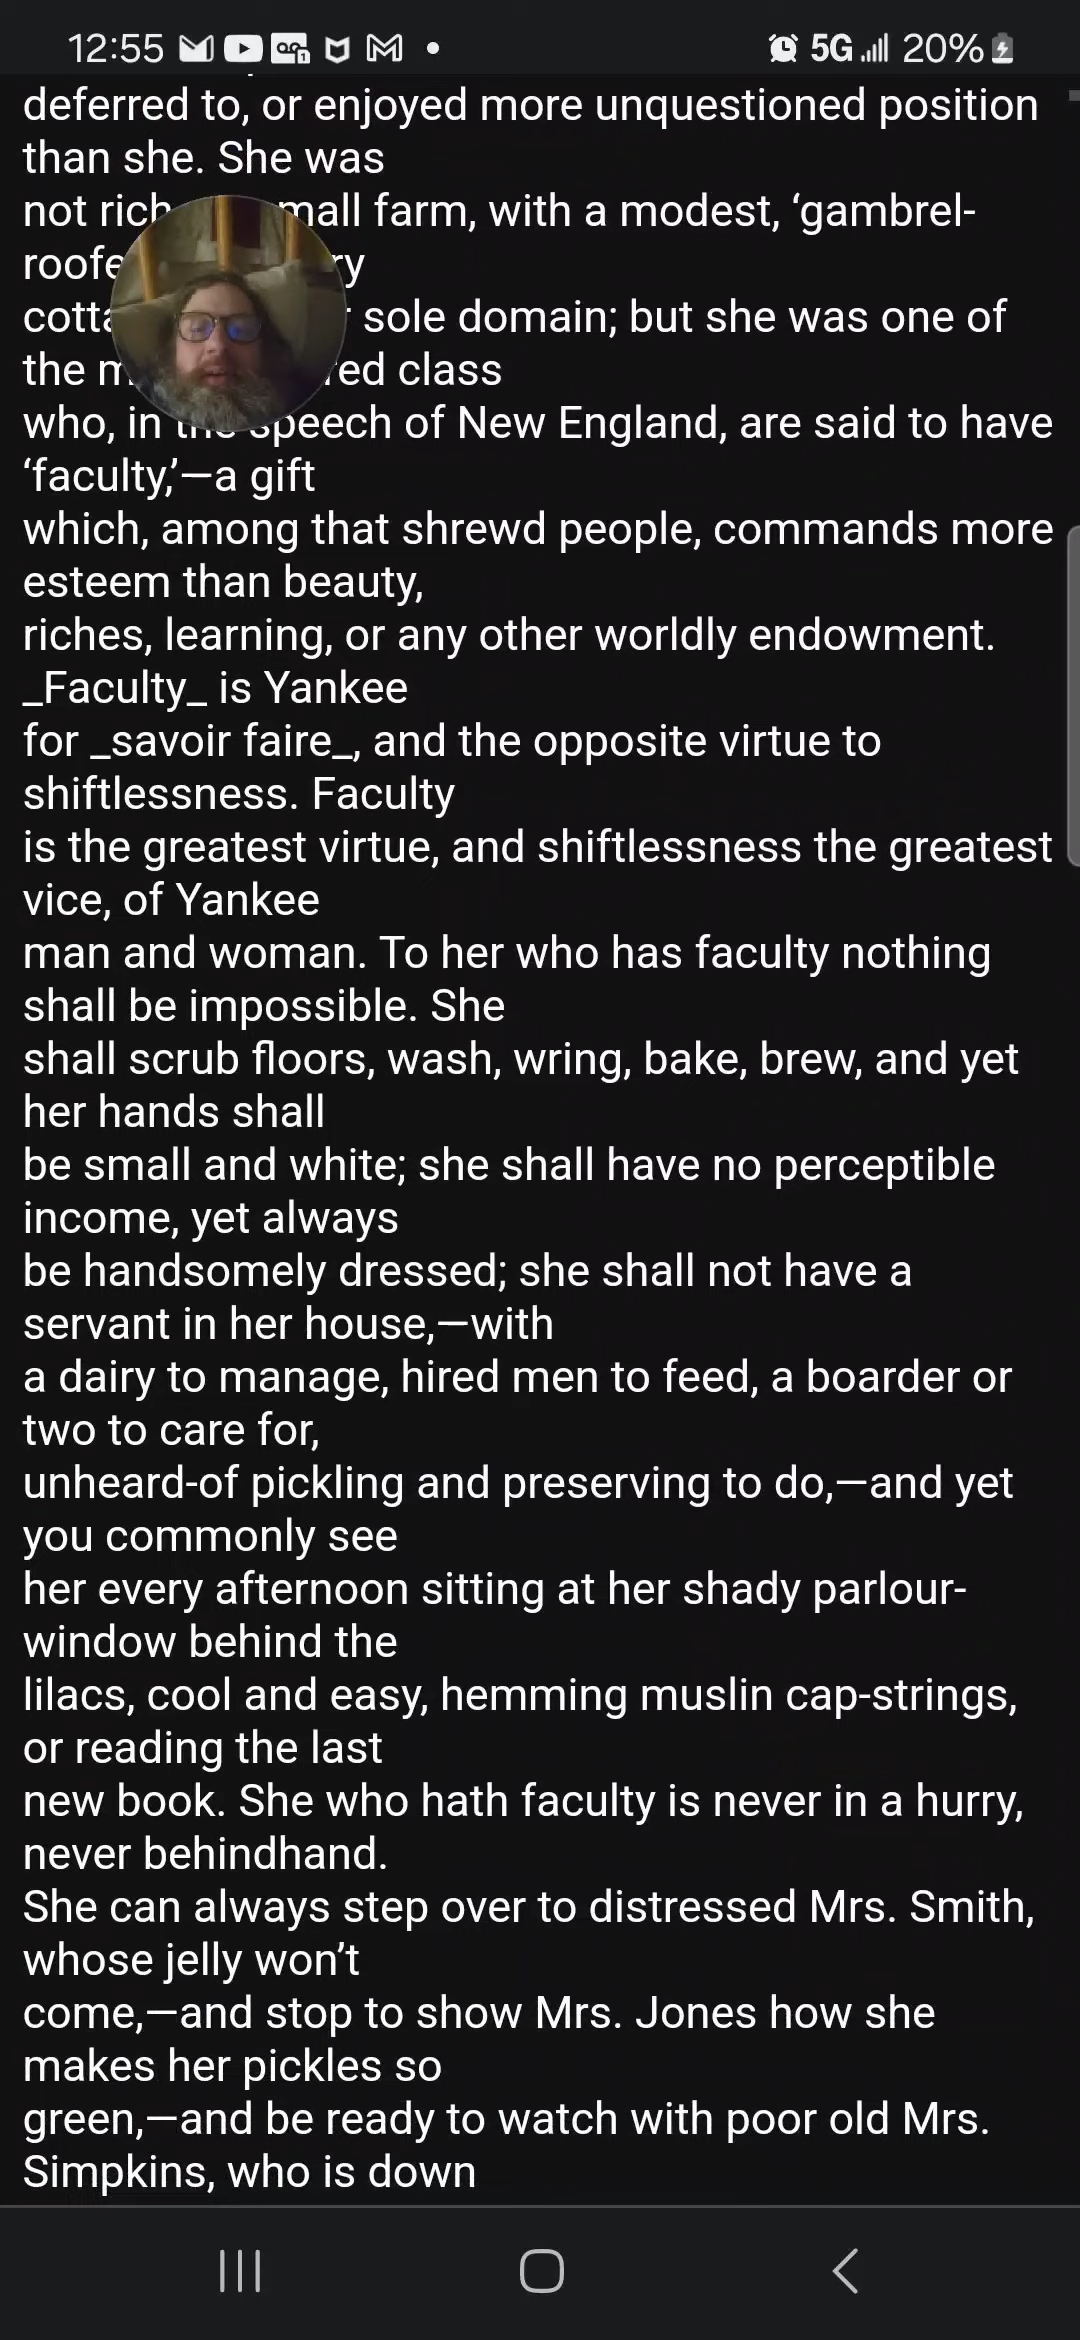 12:55
5G 20%
deferred to, or enjoyed more unquestioned position
than she. She was
not rich mall farm, with a modest, ‘gambrel-
roofe ry
cotta sole domain; but she was one of
the m red class
who, in the speech of New England, are said to have
‘faculty,’—a gift
which, among that shrewd people, commands more
esteem than beauty,
riches, learning, or any other worldly endowment.
_Faculty_ is Yankee
for _savoir faire_, and the opposite virtue to
shiftlessness. Faculty
is the greatest virtue, and shiftlessness the greatest
vice, of Yankee
man and woman. To her who has faculty nothing
shall be impossible. She
shall scrub floors, wash, wring, bake, brew, and yet
her hands shall
be small and white; she shall have no perceptible
income, yet always
be handsomely dressed; she shall not have a
servant in her house,—with
a dairy to manage, hired men to feed, a boarder or
two to care for,
unheard-of pickling and preserving to do,—and yet
you commonly see
her every afternoon sitting at her shady parlour-
window behind the
lilacs, cool and easy, hemming muslin cap-strings,
or reading the last
new book. She who hath faculty is never in a hurry,
never behindhand.
She can always step over to distressed Mrs. Smith,
whose jelly won’t
come,—and stop to show Mrs. Jones how she
makes her pickles so
green,—and be ready to watch with poor old Mrs.
Simpkins, who is down